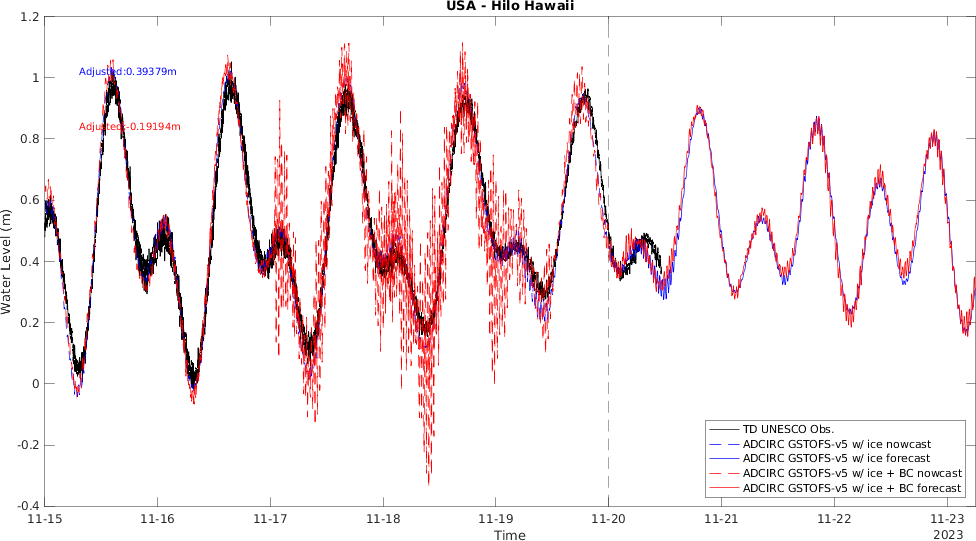 USA - Hilo Hawaii
1.2
1
0.8
0.6
0.4
0.2
0
-0.2
-0.4
Water Level (m)
Adjusted:0.39379m
Adjusted:-0.19194m
TD UNESCO Obs.
ADCIRC GSTOFS-v5 w/ ice nowcast
ADCIRC GSTOFS-v5 w/ ice forecast
ADCIRC GSTOFS-v5 w/ ice + BC nowcast
ADCIRC GSTOFS-v5 w/ ice + BC forecast
11-15 11-16 11-17 11-18 11-19 11-20 11-21 11-22 11-23
Time
2023